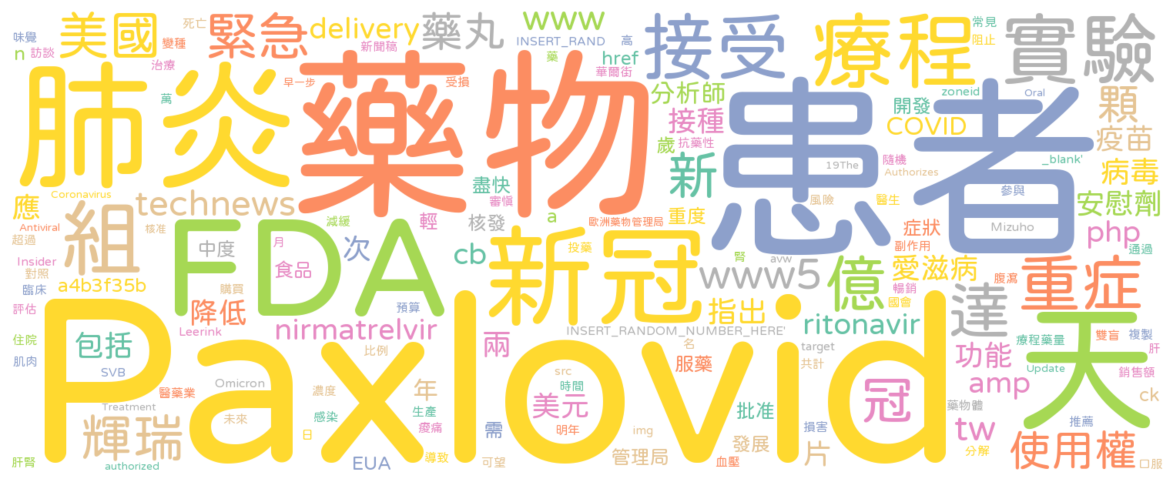 味覺 n 訪談 美國 死亡 變種 治療 緊急 delivery 新聞稿 藥丸 www INSERT_RAND 高 藥 href 華爾街 接受 療程 常見 阻止 實驗
肺炎 萬 藥物 早一步 受損 分析師 接種 歲 抗藥性 患者 開發 COVID zoneid Oral 顆 疫苗
Coronavirus 應 Antiviral 超過 technews 盡快 審慎 a 新 19The 隨機 Authorizes _blank' 病毒
組 核准 FDA 中度 月 食品 減緩 次 輕 核發 cb 歐洲藥物管理局 重度 風險 醫生 參與 Mizuho 症狀 副作用 安慰劑 php 通過
Insider 對照 臨床 a4b3f35b 購買 降低 預算 新冠 投藥 腎 avw www5 億 愛滋病 暢銷 國會 腹瀉 重症
評估 住院 肌肉 Leerink nirmatrelvir 兩 INSERT_RANDOM_NUMBER_HERE' 指出 ritonavir 達 療程藥量 雙盲 複製 肝
Paxlovid 天
包括 SVB Omicron 比例 src 時間 名 服藥 target 共計 功能 amp Update 銷售額
醫藥業 Treatment 輝瑞 未來 濃度 感染 年 生產 痠痛 需 美元 明年 img 批准 損害 冠 藥物體 tw 推薦 ck
肝腎 authorized 日 EUA 導致 可望 管理局 發展 血壓 片 分解 使用權 口服